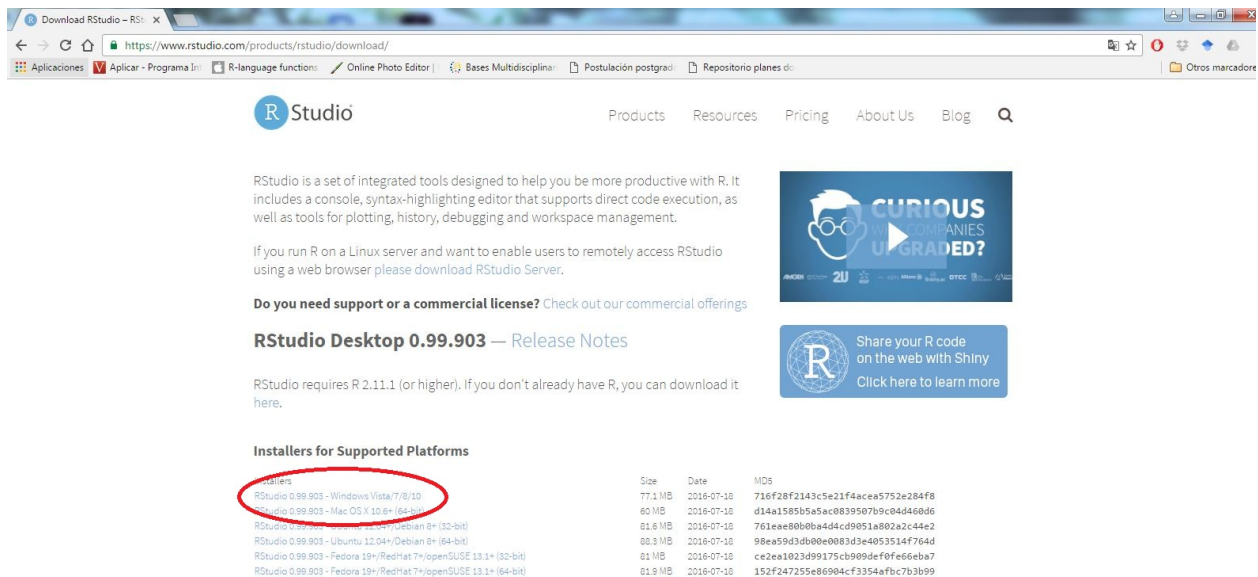 Download RStudio – RSt
https://www.rstudio.com/products/rstudio/download/
Aplicaciones Aplicar - Programa In R-language functions Online Photo Editor | Bases Multidisciplinar Postulación postgrad Repositorio planes d Otros marcadores
R Studio
Products Resources Pricing About Us Blog
RStudio is a set of integrated tools designed to help you be more productive with R. It
includes a console, syntax-highlighting editor that supports direct code execution, as
well as tools for plotting, history, debugging and workspace management.
If you run R on a Linux server and want to enable users to remotely access RStudio
using a web browser please download RStudio Server.
Do you need support or a commercial license? Check out our commercial offerings
CURIOUS
COMPANIES
UPGRADED?
2U
DTCC
RStudio Desktop 0.99.903 — Release Notes
RStudio requires R 2.11.1 (or higher). If you don't already have R, you can download it
here.
R
Share your R code
on the web with Shiny
Click here to learn more
Installers for Supported Platforms
Installers Size Date MD5
RStudio 0.99.903 - Windows Vista/7/8/10 77.1 MB 2016-07-18 716f28f2143c5e21f4acea5752e284f8
RStudio 0.99.903 - Mac OS X 10.6+ (64-bit) 60 MB 2016-07-18 d14a1585b5a5ac0839507b9c04d460d6
RStudio 0.99.903 - Ubuntu 12.04+/Debian 8+ (32-bit) 81.6 MB 2016-07-18 761eae80b0ba4d4cd9051a802a2c44e2
RStudio 0.99.903 - Ubuntu 12.04+/Debian 8+ (64-bit) 88.3 MB 2016-07-18 98ea59d3db00e0083d3e4053514f764d
RStudio 0.99.903 - Fedora 19+/RedHat 7+/openSUSE 13.1+ (32-bit) 81 MB 2016-07-18 ce2ea1023d99175cb909def0fe66eba7
RStudio 0.99.903 - Fedora 19+/RedHat 7+/openSUSE 13.1+ (64-bit) 81.9 MB 2016-07-18 152f247255e86904cf3354afbc7b3b99